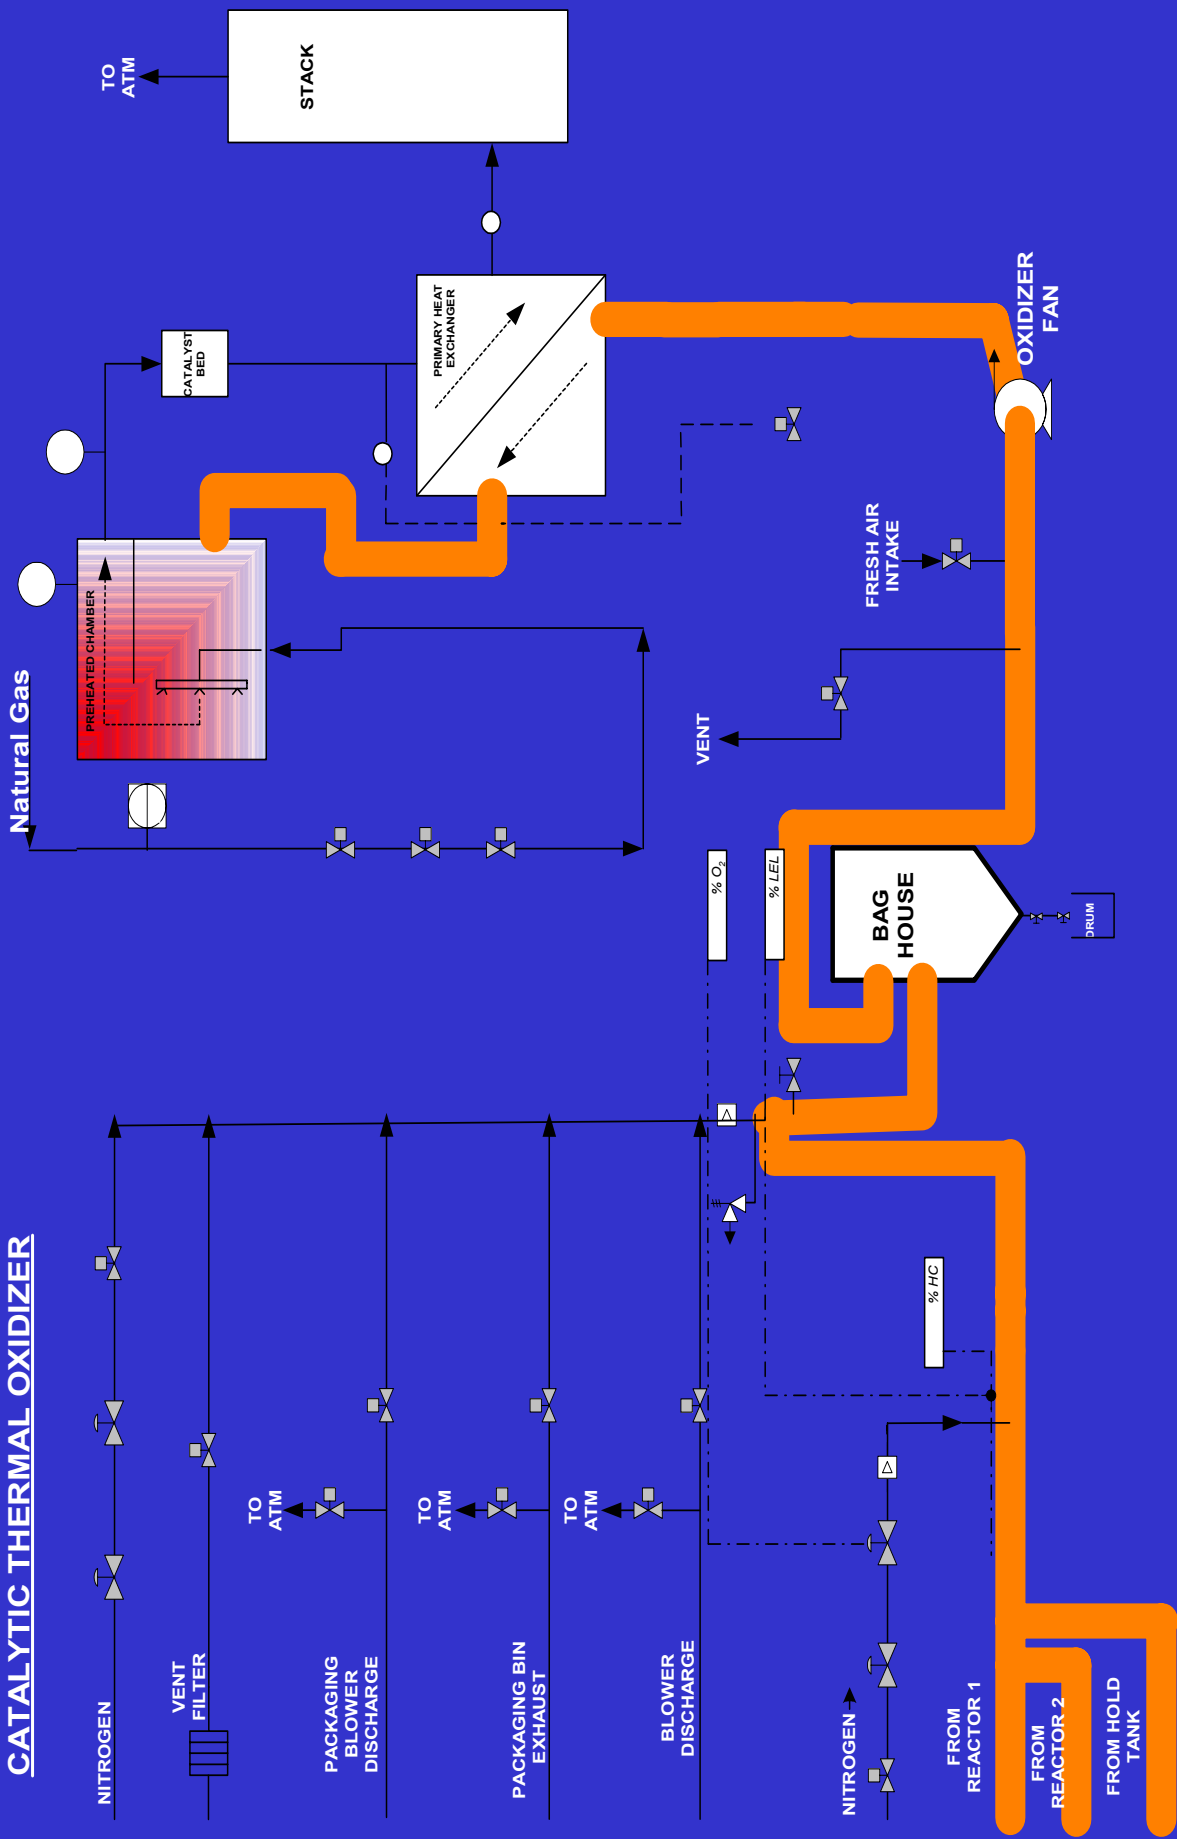 CATALYTIC THERMAL OXIDIZER
NITROGEN
VENT
FILTER
PACKAGING
BLOWER
DISCHARGE
TO
ATM
PACKAGING BIN
EXHAUST
TO
ATM
BLOWER
DISCHARGE
TO
ATM
NITROGEN
FROM
REACTOR 1
FROM
REACTOR 2
FROM HOLD
TANK
% HC
% O₂
% LEL
BAG
HOUSE
DRUM
VENT
FRESH AIR
INTAKE
OXIDIZER
FAN
Natural Gas
PREHEATED CHAMBER
CATALYST
BED
PRIMARY HEAT
EXCHANGER
STACK
TO
ATM